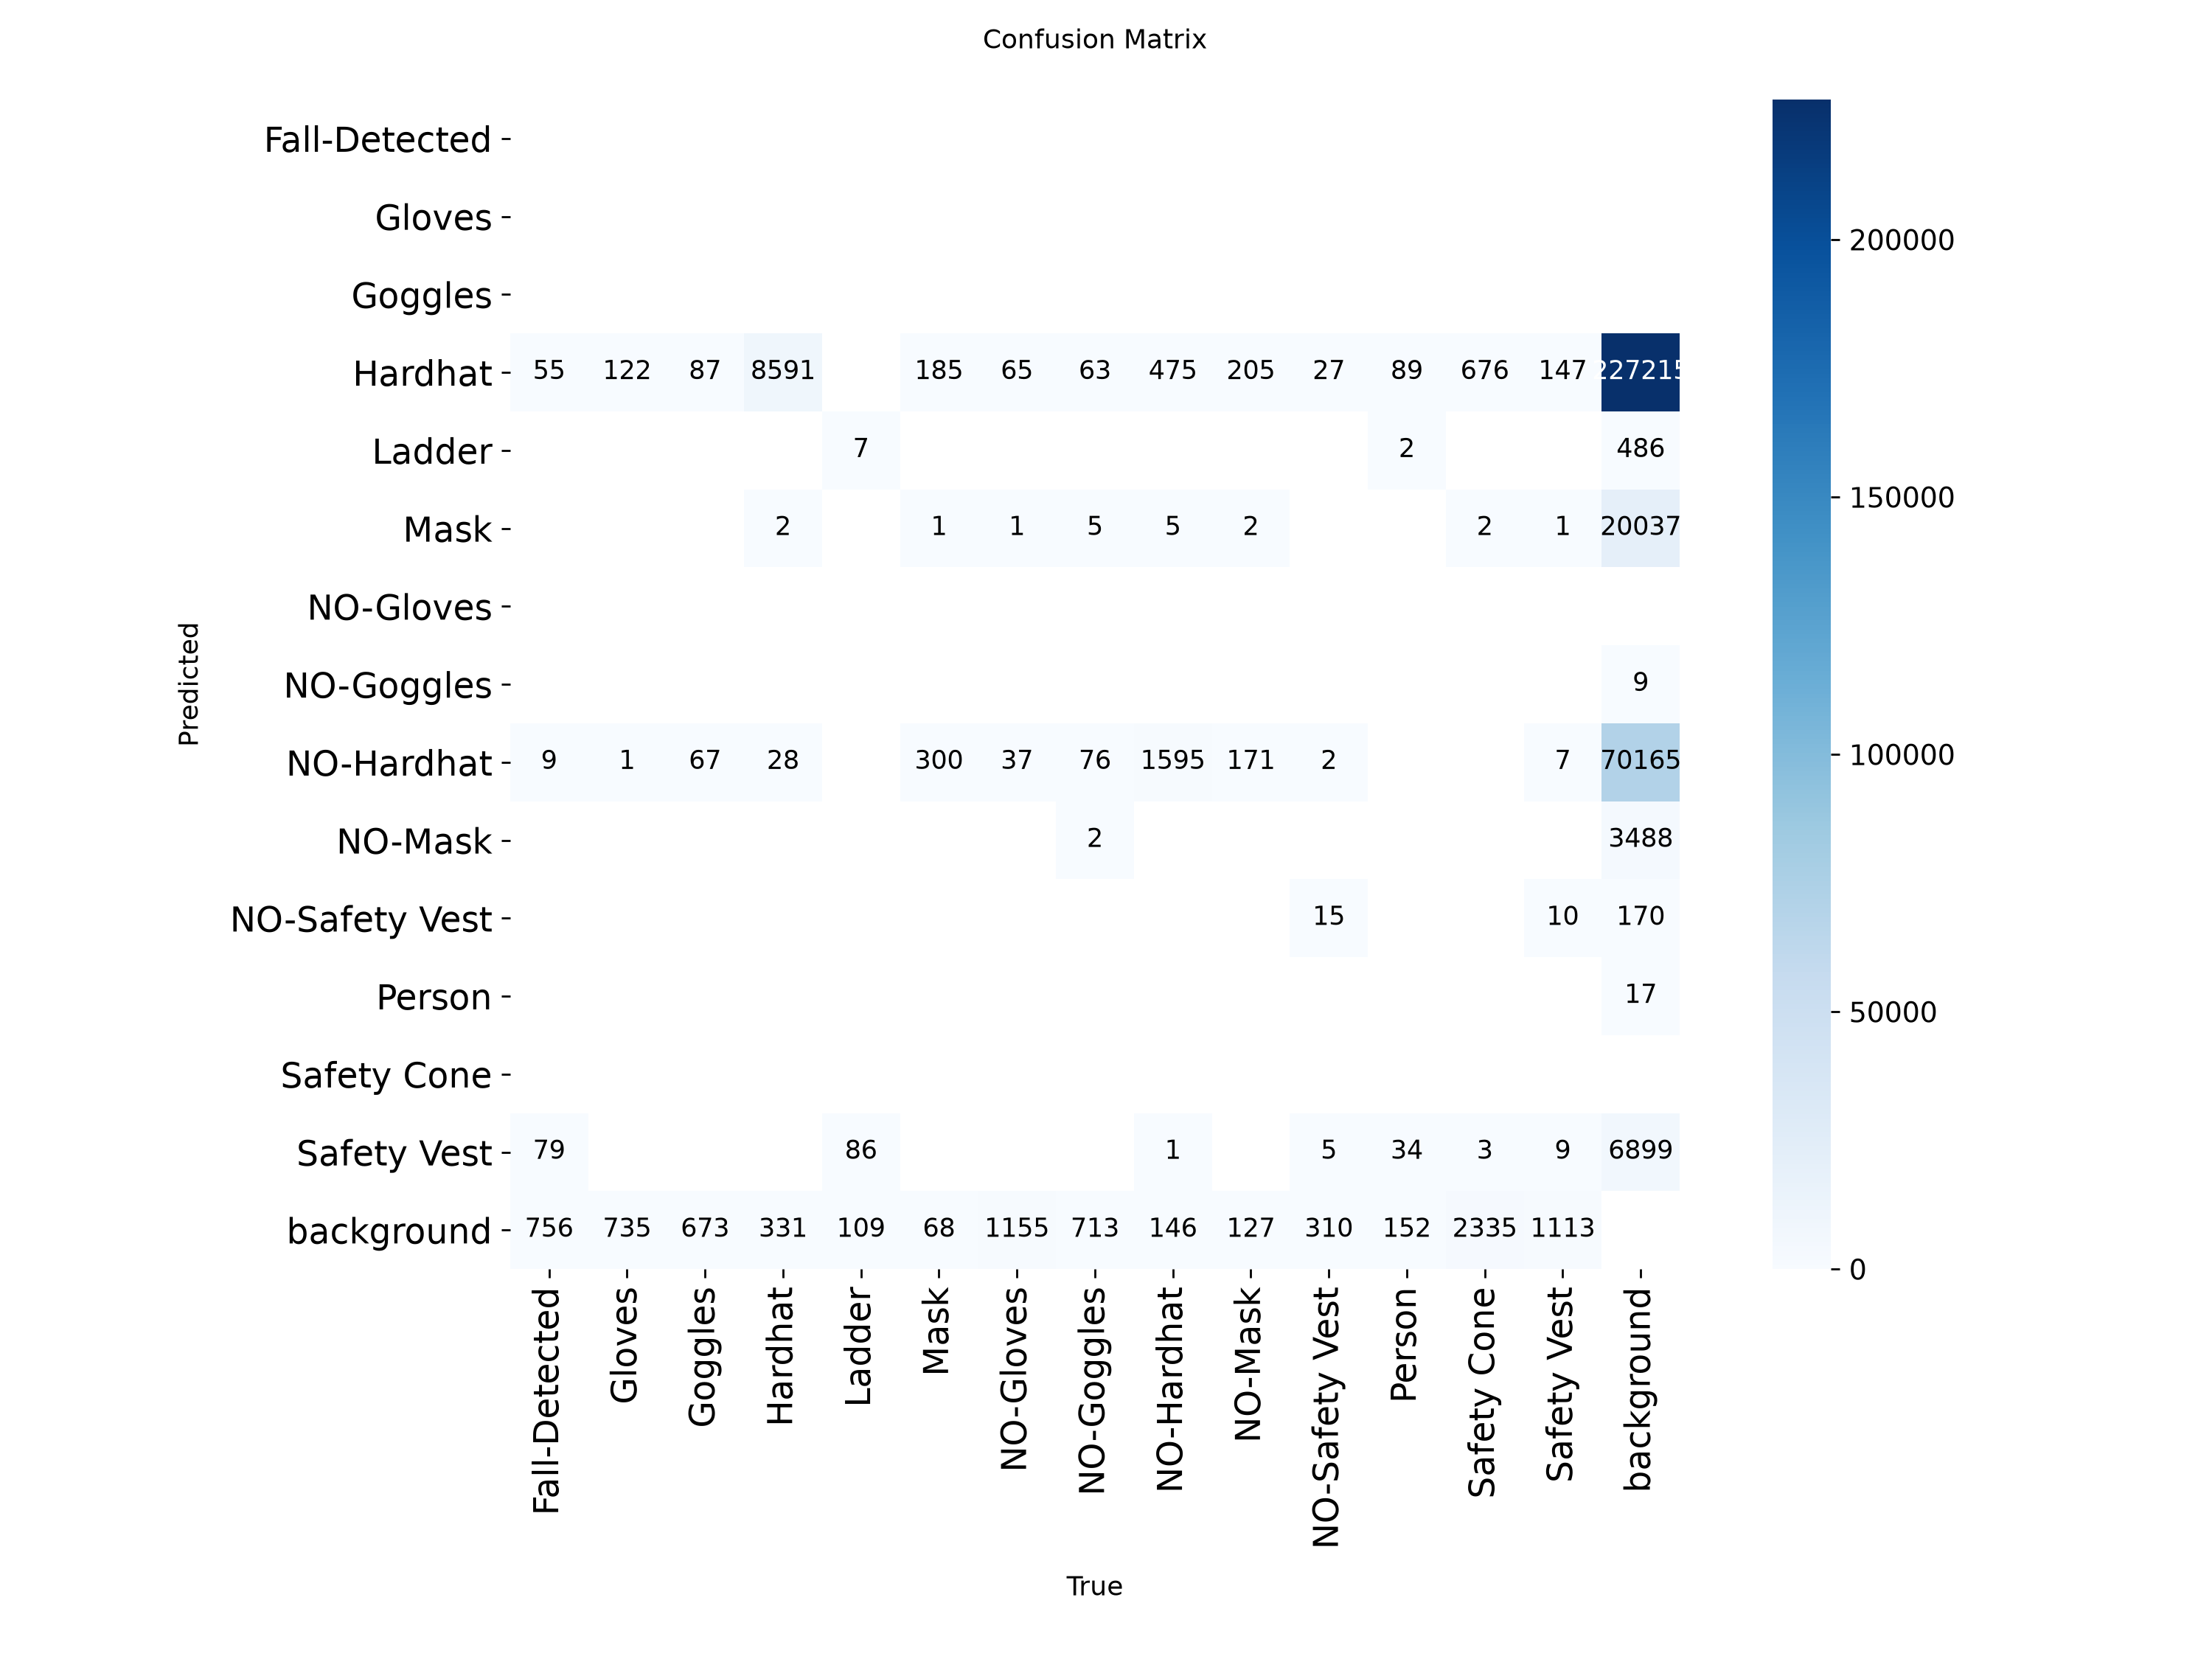 Confusion Matrix
Fall-Detected
Gloves
Goggles
Hardhat 55 122 87 8591 185 65 63 475 205 27 89 676 147 227215
Ladder 7 2 486
Mask 2 1 1 5 5 2 2 1 20037
NO-Gloves
NO-Goggles 9
NO-Hardhat 9 1 67 28 300 37 76 1595 171 2 7 70165
NO-Mask 2 3488
NO-Safety Vest 15 10 170
Person 17
Safety Cone
Safety Vest 79 86 1 5 34 3 9 6899
background 756 735 673 331 109 68 1155 713 146 127 310 152 2335 1113
Predicted
Fall-Detected
Gloves
Goggles
Hardhat
Ladder
Mask
NO-Gloves
NO-Goggles
NO-Hardhat
NO-Mask
NO-Safety Vest
Person
Safety Cone
Safety Vest
background
True
200000
150000
100000
50000
0